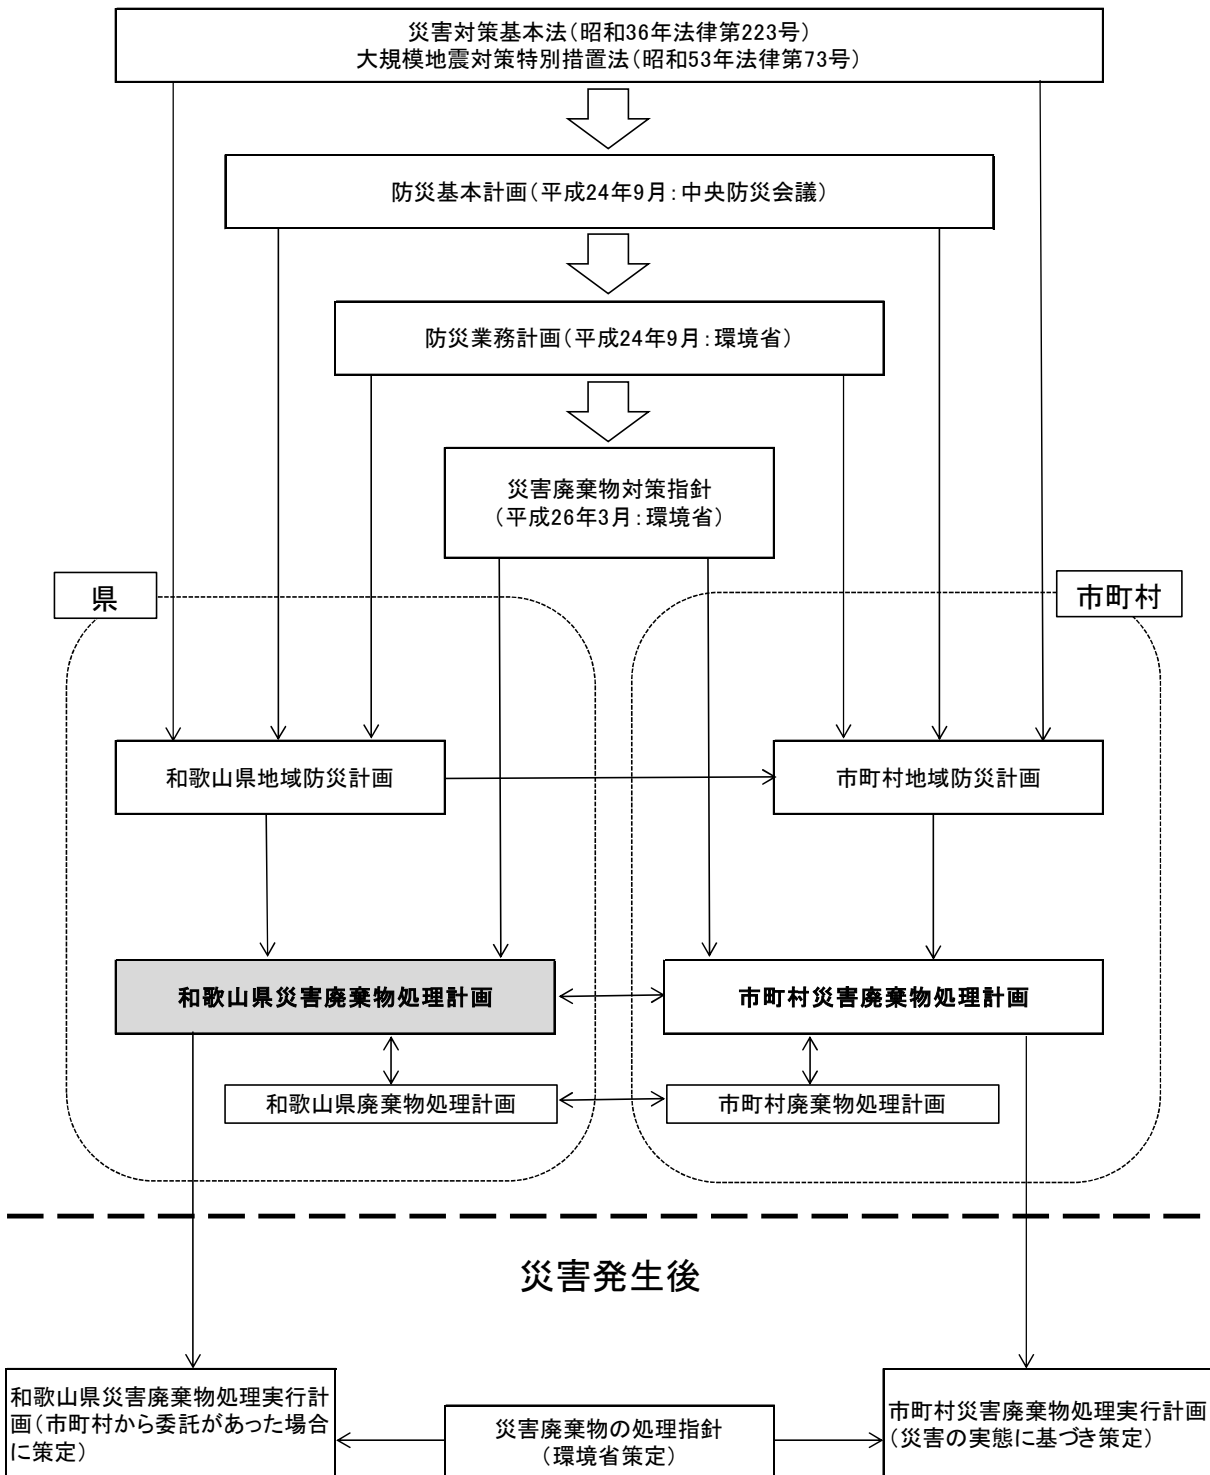 災害対策基本法(昭和36年法律第223号)
大規模地震対策特別措置法(昭和53年法律第73号)
防災基本計画(平成24年9月:中央防災会議)
防災業務計画(平成24年9月:環境省)
災害廃棄物対策指針
(平成26年3月:環境省)
県
市町村
和歌山県地域防災計画
市町村地域防災計画
和歌山県災害廃棄物処理計画
市町村災害廃棄物処理計画
和歌山県廃棄物処理計画
市町村廃棄物処理計画
災害発生後
和歌山県災害廃棄物処理実行計
画(市町村から委託があった場合
に策定)
災害廃棄物の処理指針
(環境省策定)
市町村災害廃棄物処理実行計画
(災害の実態に基づき策定)